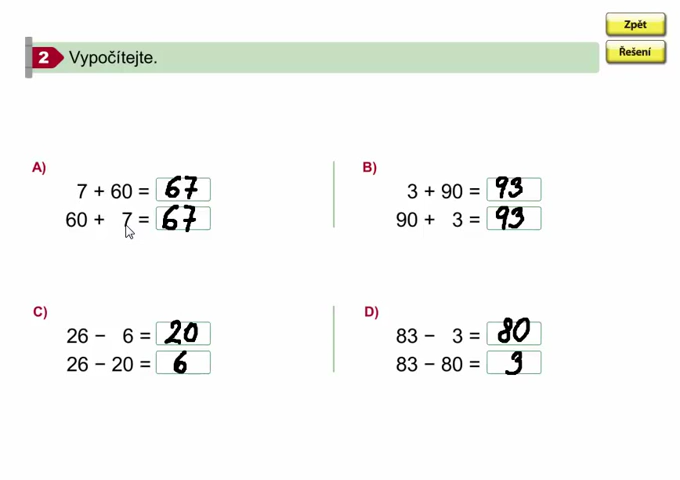 Zpět
2 Vypočítejte.
Řešení
A)
7 + 60 = 67
60 + 7 = 67
B)
3 + 90 = 93
90 + 3 = 93
C)
26 − 6 = 20
26 − 20 = 6
D)
83 − 3 = 80
83 − 80 = 3